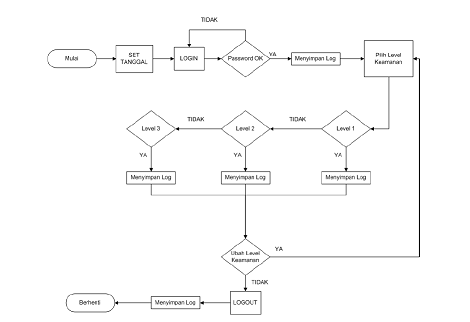 TIDAK
Mulai
SET
TANGGAL
LOGIN
Password OK
YA
Menyimpan Log
Pilih Level
Keamanan
Level 3
TIDAK
Level 2
TIDAK
Level 1
YA
YA
YA
Menyimpan Log
Menyimpan Log
Menyimpan Log
Ubah Level
Keamanan
YA
TIDAK
Berhenti
Menyimpan Log
LOGOUT